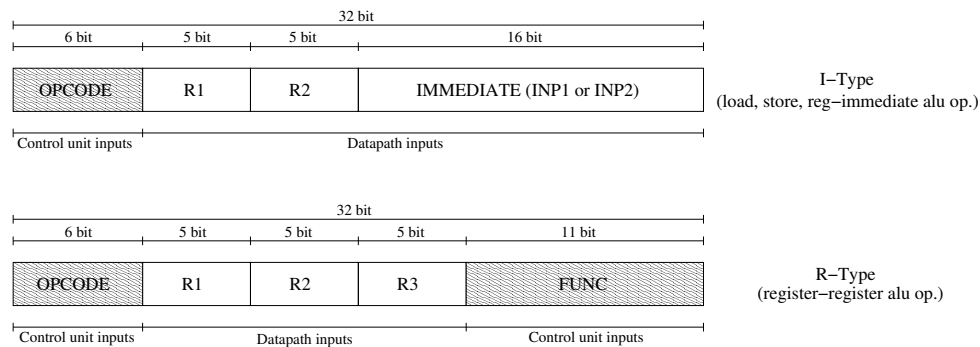 32 bit
6 bit 5 bit 5 bit 16 bit
OPCODE R1 R2 IMMEDIATE (INP1 or INP2)
I−Type
(load, store, reg−immediate alu op.)
Control unit inputs Datapath inputs
32 bit
6 bit 5 bit 5 bit 5 bit 11 bit
OPCODE R1 R2 R3 FUNC
R−Type
(register−register alu op.)
Control unit inputs Datapath inputs Control unit inputs